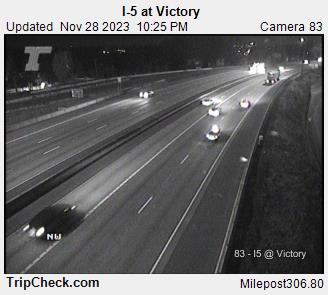 I-5 at Victory
Updated  Nov 28 2023  10:25 PM
Camera 83
T
NW
83 - I5 @ Victory
TripCheck.com
Milepost306.80